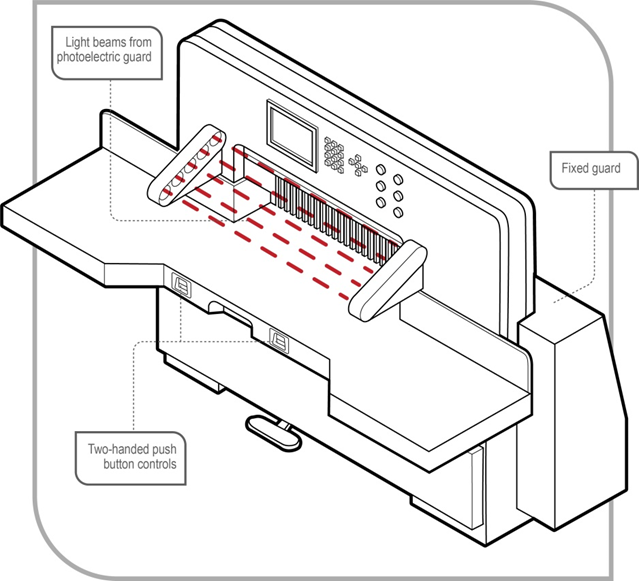 Light beams from
photoelectric guard
Fixed guard
Two-handed push
button controls